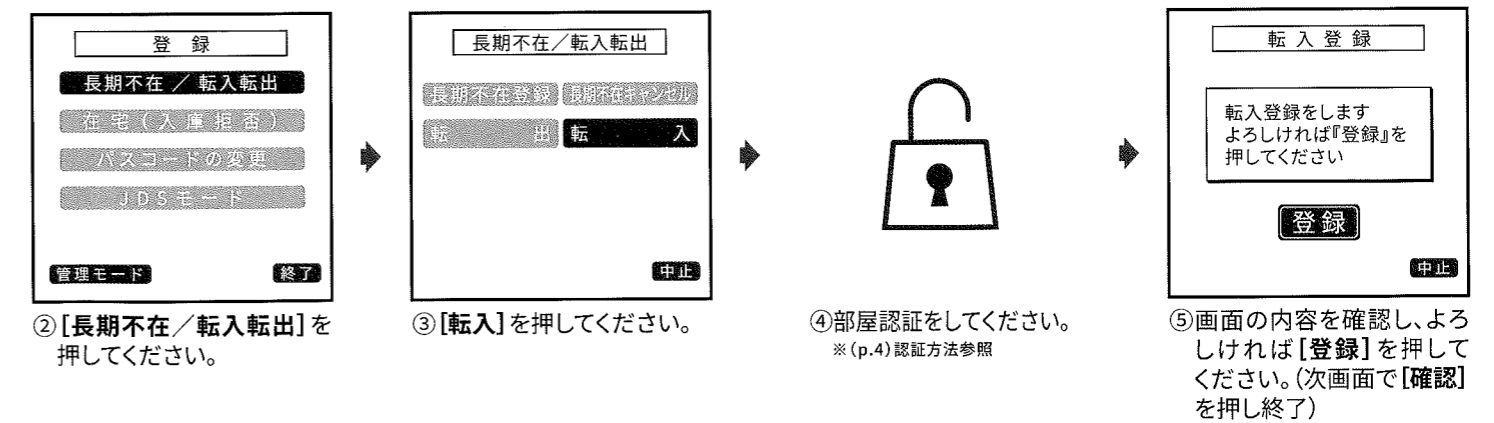 登 録
長期不在 ／ 転入転出
在宅(入庫拒否)
パスコードの変更
JDSモード
管理モード
終了
②[長期不在／転入転出]を
押してください。
長期不在／転入転出
長期不在登録
長期不在キャンセル
転 出
転 入
中止
③[転入]を押してください。
④部屋認証をしてください。
※(p.4)認証方法参照
転入登録
転入登録をします
よろしければ『登録』を
押してください
登録
中止
⑤画面の内容を確認し、よろ
しければ[登録]を押して
ください。(次画面で[確認]
を押し終了)